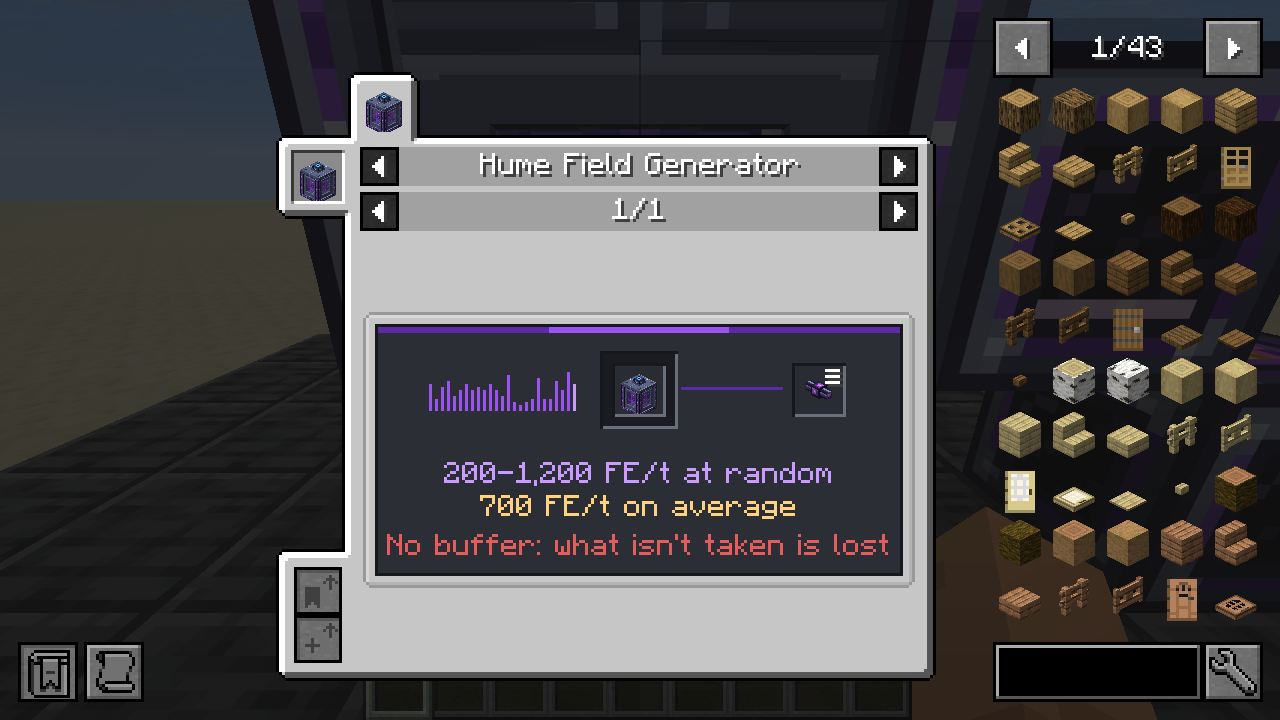 1/43
Hume Field Generator
1/1
200-1,200 FE/t at random
700 FE/t on average
No buffer: what isn't taken is lost